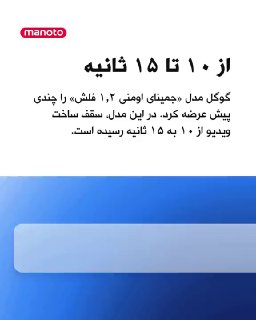 manoto
از ۱۰ تا ۱۵ ثانیه
گوگل مدل «جمینای اومنی ۱,۲ فلش» را چندی
پیش عرضه کرد. در این مدل، سقف ساخت
ویدیو از ۱۰ به ۱۵ ثانیه رسیده است.